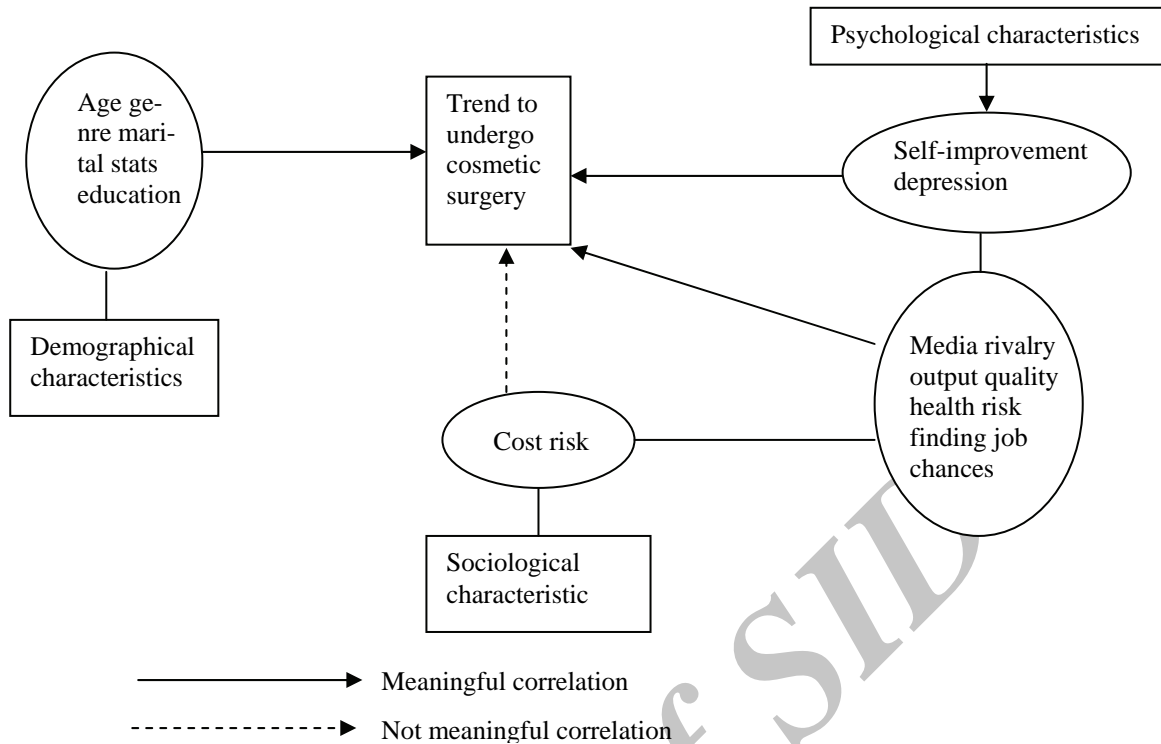 Psychological characteristics
Age ge-
nre mari-
tal stats
education
Trend to
undergo
cosmetic
surgery
Self-improvement
depression
Demographical
characteristics
Media rivalry
output quality
health risk
finding job
chances
Cost risk
Sociological
characteristic
Meaningful correlation
Not meaningful correlation
f SID